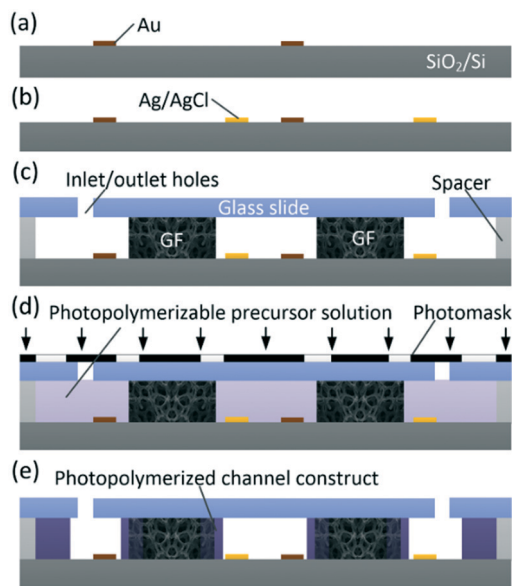 (a)
Au
SiO₂/Si
(b)
Ag/AgCl
(c)
Inlet/outlet holes
Spacer
Glass slide
GF
GF
(d)
Photopolymerizable precursor solution
Photomask
(e)
Photopolymerized channel construct